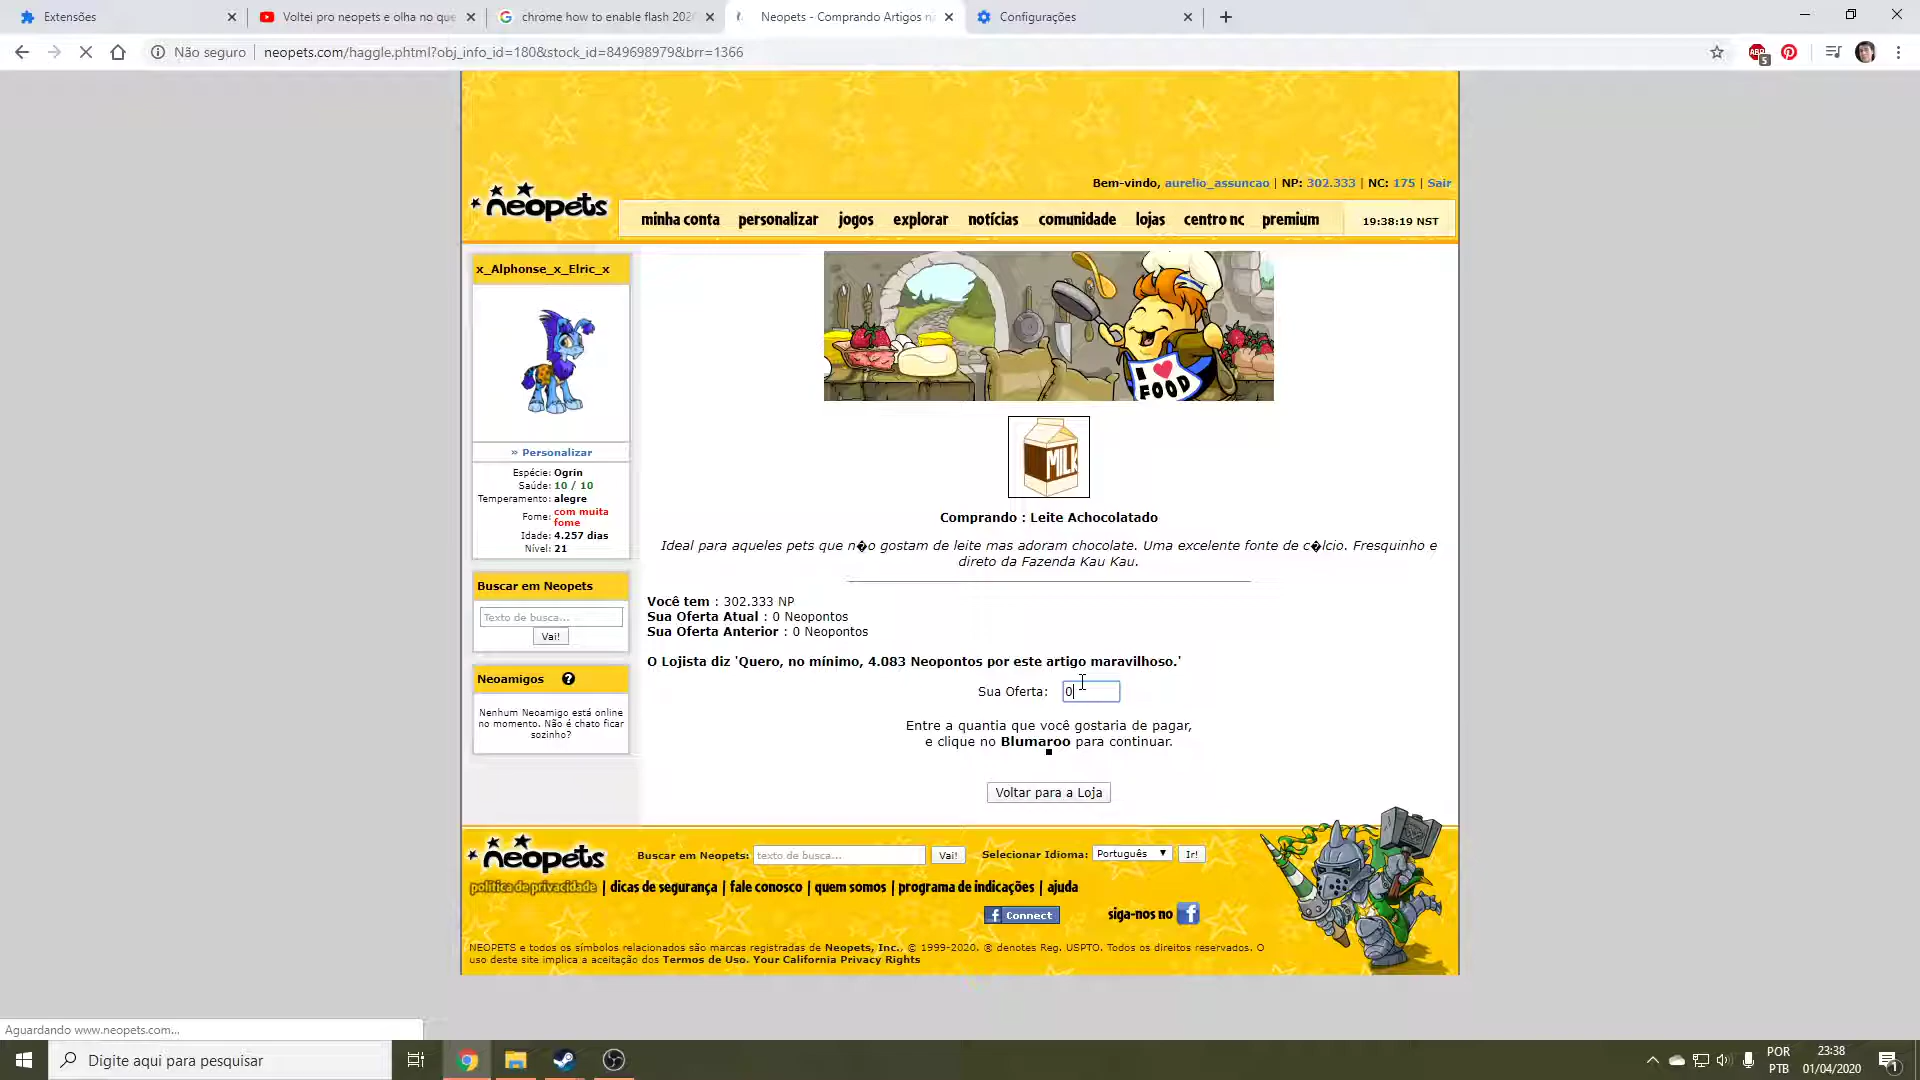 Extensões
Voltei pro neopets e olha no que
chrome how to enable flash 202
Neopets - Comprando Artigos na
Configurações
Não seguro
neopets.com/haggle.phtml?obj_info_id=180&stock_id=849698979&brr=1366
ABP
5
Bem-vindo, aurelio_assuncao | NP: 302.333 | NC: 175 | Sair
neopets
minha conta
personalizar
jogos
explorar
notícias
comunidade
lojas
centro nc
premium
19:38:19 NST
x_Alphonse_x_Elric_x
» Personalizar
Espécie: Ogrin
Saúde: 10 / 10
Temperamento: alegre
Fome: com muita
fome
Idade: 4.257 dias
Nível: 21
Buscar em Neopets
Texto de busca...
Vai!
Neoamigos ?
Nenhum Neoamigo está online
no momento. Não é chato ficar
sozinho?
I ❤ FOOD
MILK
Comprando : Leite Achocolatado
Ideal para aqueles pets que n�o gostam de leite mas adoram chocolate. Uma excelente fonte de c�lcio. Fresquinho e
direto da Fazenda Kau Kau.
Você tem : 302.333 NP
Sua Oferta Atual : 0 Neopontos
Sua Oferta Anterior : 0 Neopontos
O Lojista diz 'Quero, no mínimo, 4.083 Neopontos por este artigo maravilhoso.'
Sua Oferta: 0
Entre a quantia que você gostaria de pagar,
e clique no Blumaroo para continuar.
Voltar para a Loja
neopets
Buscar em Neopets: texto de busca... Vai!
Selecionar Idioma: Português Ir!
política de privacidade | dicas de segurança | fale conosco | quem somos | programa de indicações | ajuda
f Connect
siga-nos no f
NEOPETS e todos os símbolos relacionados são marcas registradas de Neopets, Inc., © 1999-2020. ® denotes Reg. USPTO. Todos os direitos reservados. O
uso deste site implica a aceitação dos Termos de Uso. Your California Privacy Rights
Aguardando www.neopets.com...
Digite aqui para pesquisar
POR
PTB
23:38
01/04/2020
1